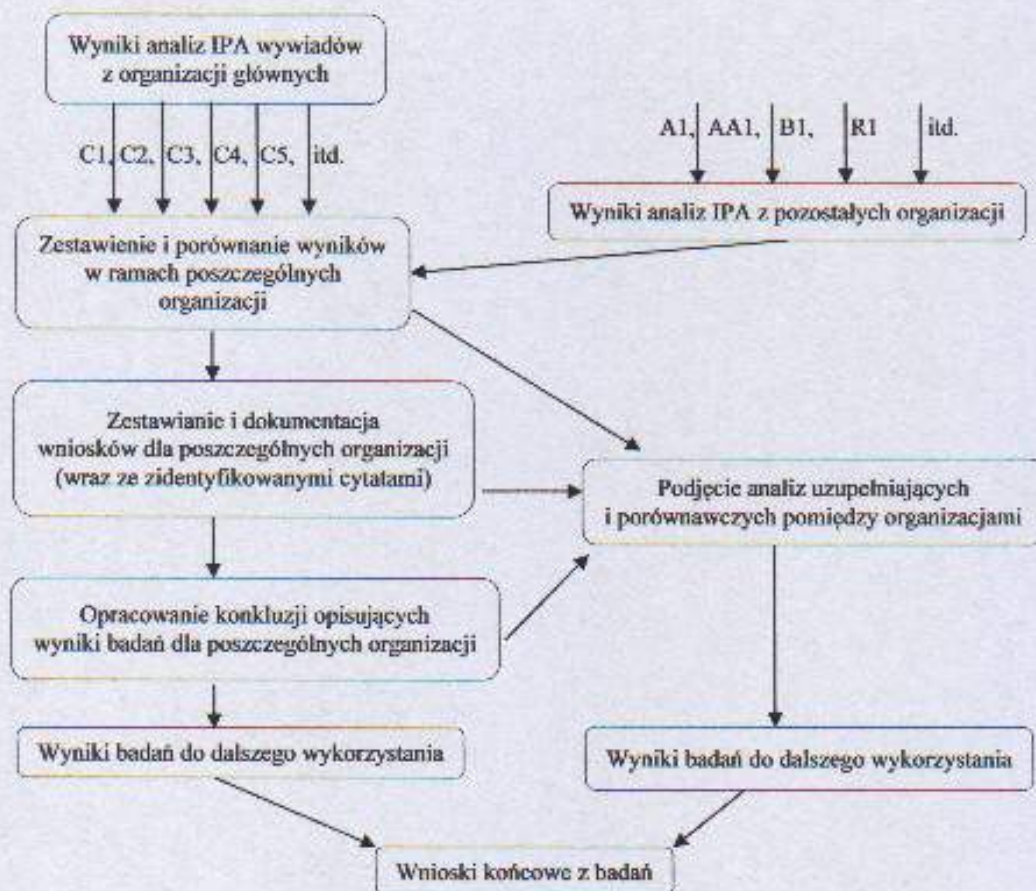 Wyniki analiz IPA wywiadów
z organizacji głównych
C1, C2, C3, C4, C5, itd.
A1, AA1, B1, R1 itd.
Wyniki analiz IPA z pozostałych organizacji
Zestawienie i porównanie wyników
w ramach poszczególnych
organizacji
Zestawianie i dokumentacja
wniosków dla poszczególnych organizacji
(wraz ze zidentyfikowanymi cytatami)
Podjęcie analiz uzupełniających
i porównawczych pomiędzy organizacjami
Opracowanie konkluzji opisujących
wyniki badań dla poszczególnych organizacji
Wyniki badań do dalszego wykorzystania
Wyniki badań do dalszego wykorzystania
Wnioski końcowe z badań